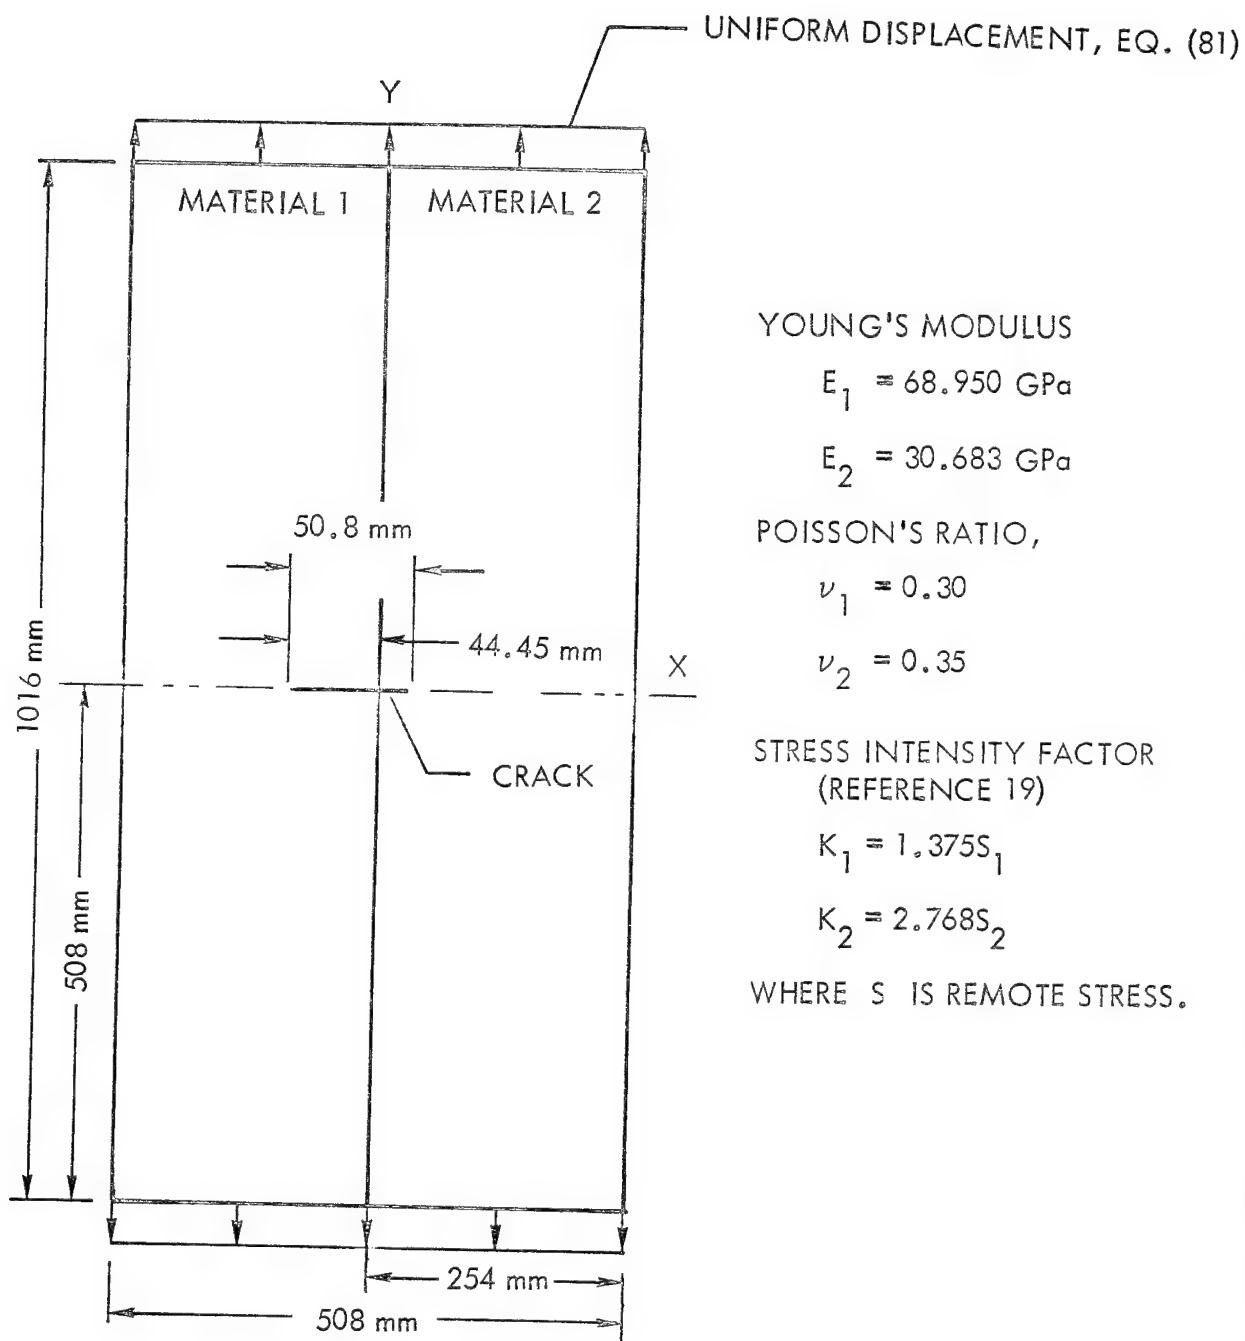 UNIFORM DISPLACEMENT, EQ. (81)
Y
MATERIAL 1
MATERIAL 2
YOUNG'S MODULUS
E₁ = 68.950 GPa
E₂ = 30.683 GPa
50.8 mm
POISSON'S RATIO,
ν₁ = 0.30
44.45 mm
ν₂ = 0.35
X
1016 mm
CRACK
STRESS INTENSITY FACTOR
(REFERENCE 19)
K₁ = 1.375S₁
K₂ = 2.768S₂
508 mm
WHERE S IS REMOTE STRESS.
254 mm
508 mm